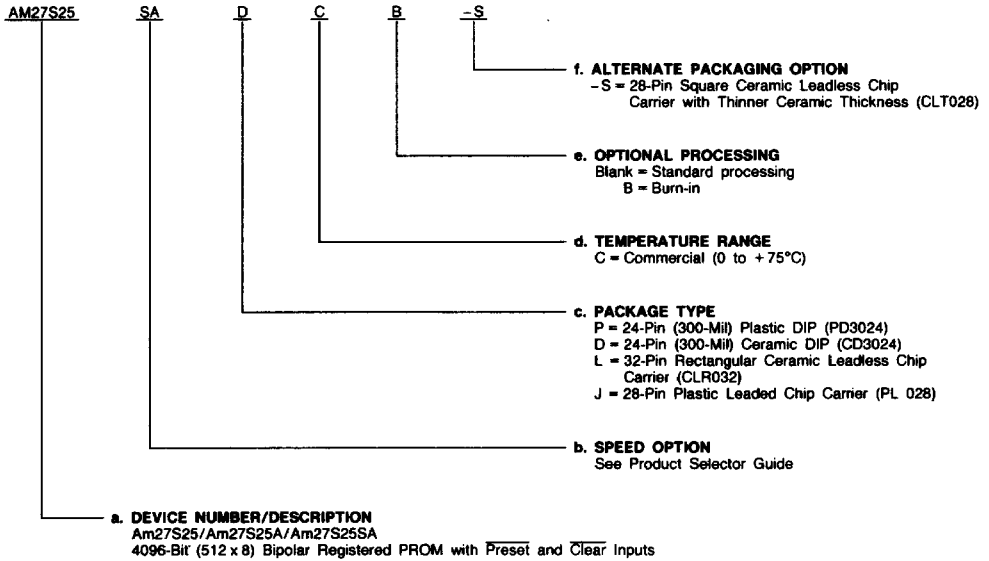 AM27S25 SA D C B -S
f. ALTERNATE PACKAGING OPTION
-S = 28-Pin Square Ceramic Leadless Chip
Carrier with Thinner Ceramic Thickness (CLT028)
e. OPTIONAL PROCESSING
Blank = Standard processing
B = Burn-in
d. TEMPERATURE RANGE
C = Commercial (0 to +75°C)
c. PACKAGE TYPE
P = 24-Pin (300-Mil) Plastic DIP (PD3024)
D = 24-Pin (300-Mil) Ceramic DIP (CD3024)
L = 32-Pin Rectangular Ceramic Leadless Chip
Carrier (CLR032)
J = 28-Pin Plastic Leaded Chip Carrier (PL 028)
b. SPEED OPTION
See Product Selector Guide
a. DEVICE NUMBER/DESCRIPTION
Am27S25/Am27S25A/Am27S25SA
4096-Bit (512 x 8) Bipolar Registered PROM with Preset and Clear Inputs